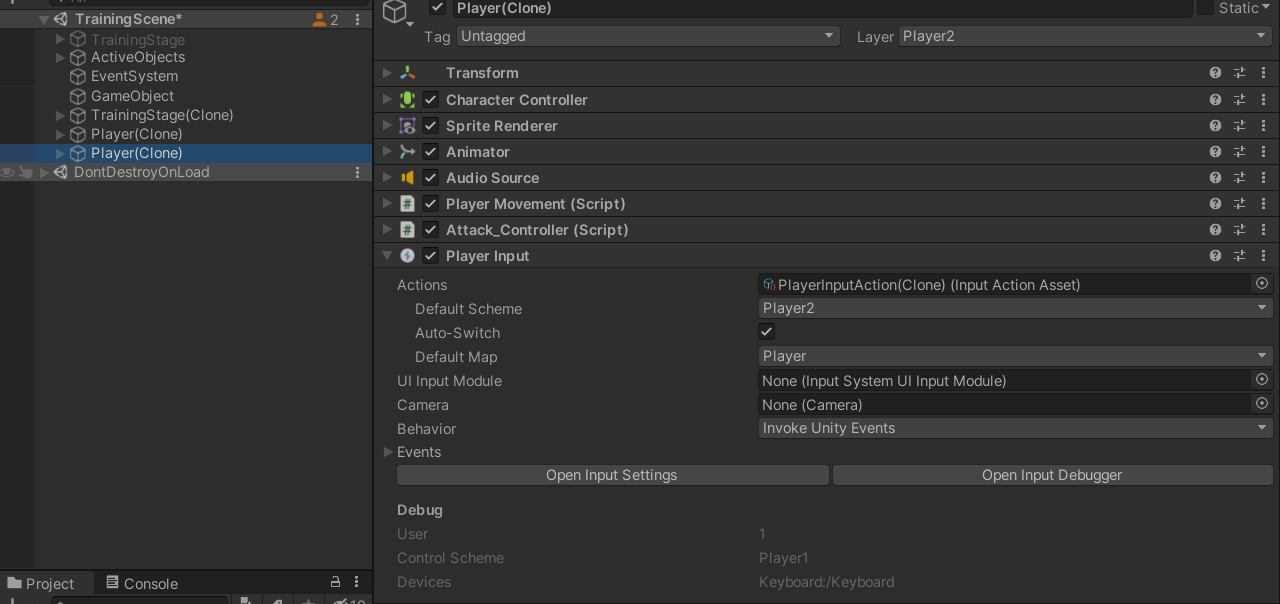 TrainingScene*
2
TrainingStage
ActiveObjects
EventSystem
GameObject
TrainingStage(Clone)
Player(Clone)
Player(Clone)
DontDestroyOnLoad
Project
Console
Player(Clone)
Static
Tag Untagged
Layer Player2
Transform
Character Controller
Sprite Renderer
Animator
Audio Source
Player Movement (Script)
Attack_Controller (Script)
Player Input
Actions PlayerInputAction(Clone) (Input Action Asset)
Default Scheme Player2
Auto-Switch
Default Map Player
UI Input Module None (Input System UI Input Module)
Camera None (Camera)
Behavior Invoke Unity Events
Events
Open Input Settings Open Input Debugger
Debug
User 1
Control Scheme Player1
Devices Keyboard:/Keyboard